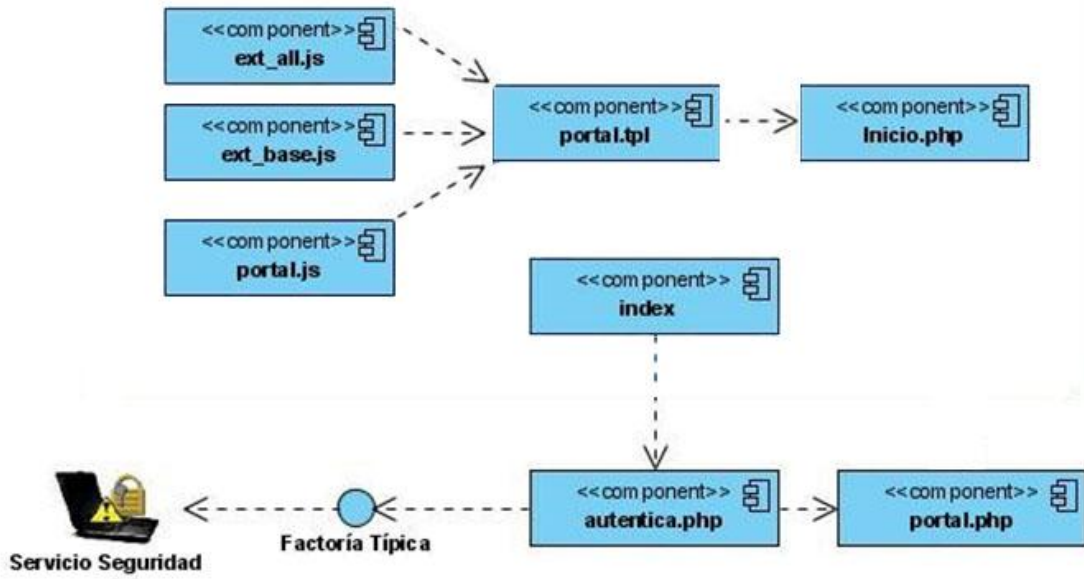 <<component>>
ext_all.js
<<component>>
ext_base.js
<<component>>
portal.js
<<component>>
portal.tpl
<<component>>
Inicio.php
<<component>>
index
<<component>>
autentica.php
<<component>>
portal.php
Factoría Típica
Servicio Seguridad